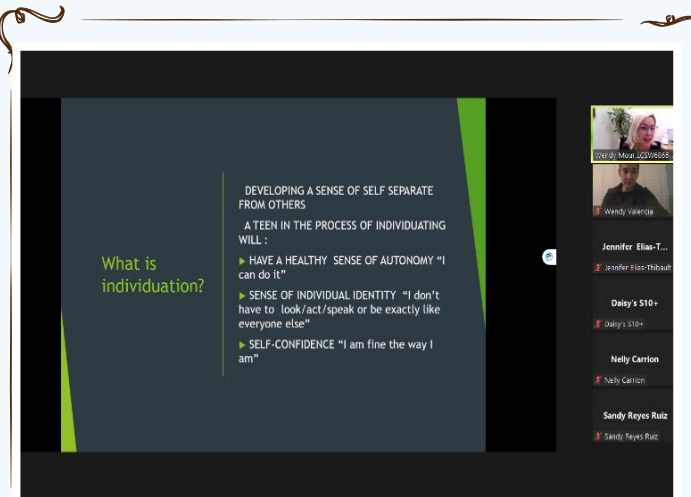 What is
individuation?
DEVELOPING A SENSE OF SELF SEPARATE
FROM OTHERS
A TEEN IN THE PROCESS OF INDIVIDUATING
WILL :
HAVE A HEALTHY SENSE OF AUTONOMY “I
can do it”
SENSE OF INDIVIDUAL IDENTITY “I don’t
have to look/act/speak or be exactly like
everyone else”
SELF-CONFIDENCE “I am fine the way I
am”
Wendy Mour LCSW6866
Wendy Valencia
Jennifer Elias-T...
Jennifer Elias-Thibault
Daisy's S10+
Daisy's S10+
Nelly Carrion
Nelly Carrion
Sandy Reyes Ruiz
Sandy Reyes Ruiz